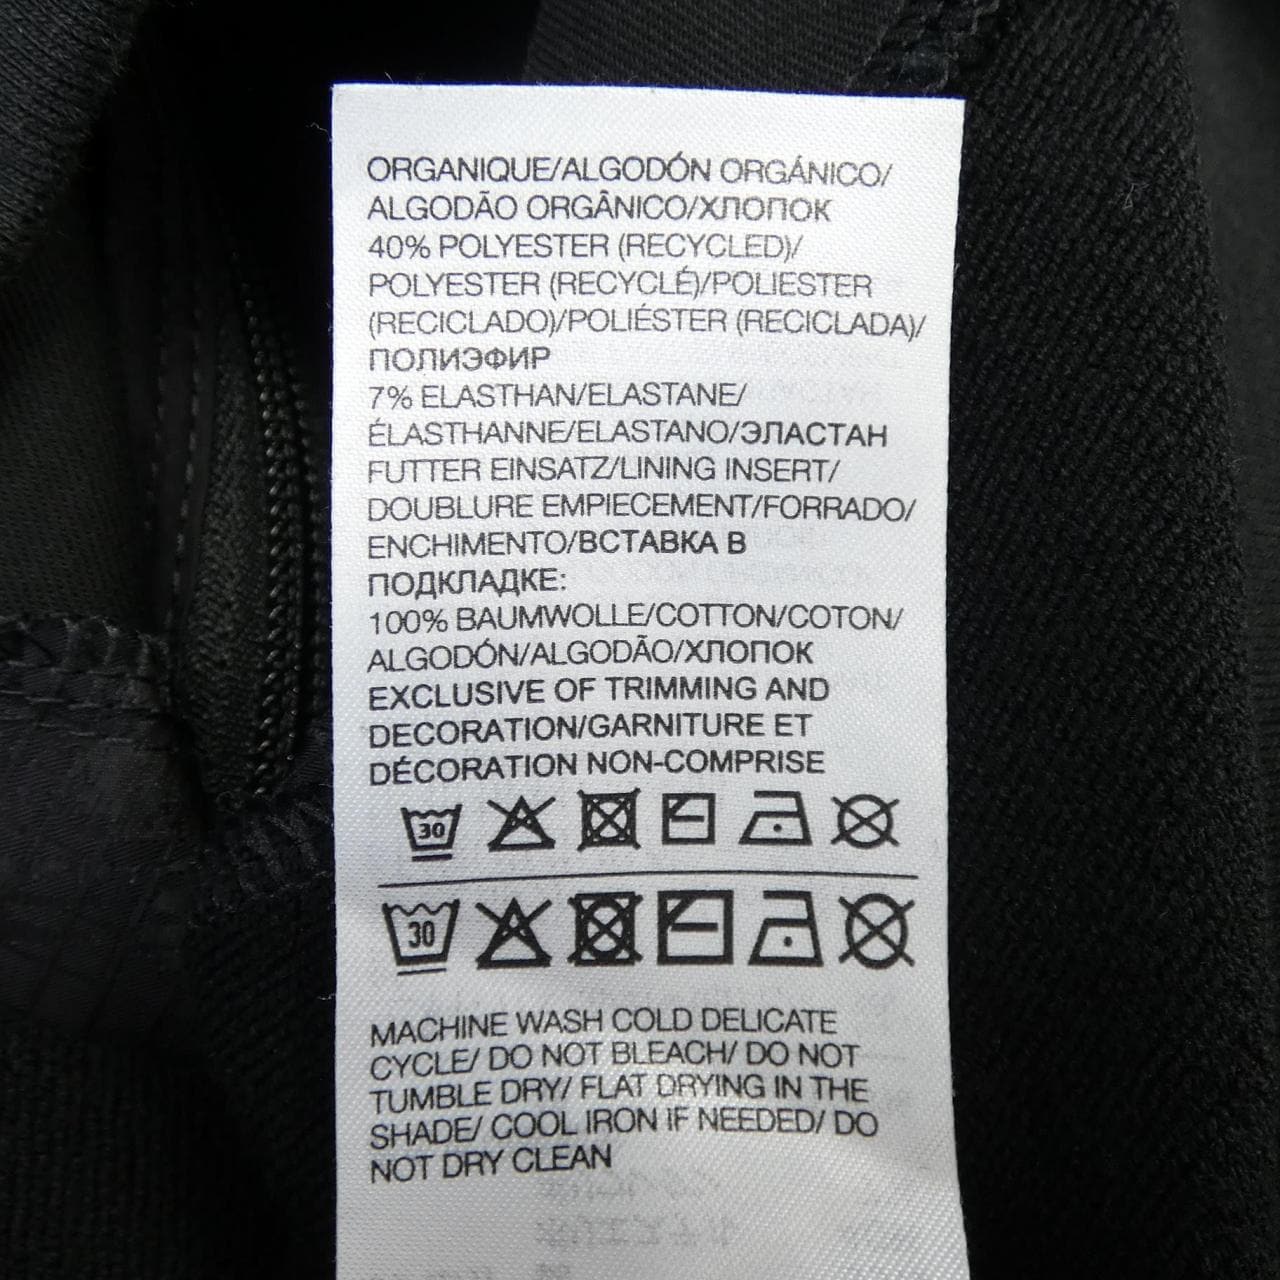 ORGANIQUE/ALGODÓN ORGÁNICO/
ALGODÃO ORGÂNICO/ХЛОПОК
40% POLYESTER (RECYCLED)/
POLYESTER (RECYCLÉ)/POLIESTER
(RECICLADO)/POLIÉSTER (RECICLADA)/
ПОЛИЭФИР
7% ELASTHAN/ELASTANE/
ÉLASTHANNE/ELASTANO/ЭЛАСТАН
FUTTER EINSATZ/LINING INSERT/
DOUBLURE EMPIECEMENT/FORRADO/
ENCHIMENTO/ВСТАВКА В
ПОДКЛАДКЕ:
100% BAUMWOLLE/COTTON/COTON/
ALGODÓN/ALGODÃO/ХЛОПОК
EXCLUSIVE OF TRIMMING AND
DECORATION/GARNITURE ET
DÉCORATION NON-COMPRISE
30
30
MACHINE WASH COLD DELICATE
CYCLE/ DO NOT BLEACH/ DO NOT
TUMBLE DRY/ FLAT DRYING IN THE
SHADE/ COOL IRON IF NEEDED/ DO
NOT DRY CLEAN